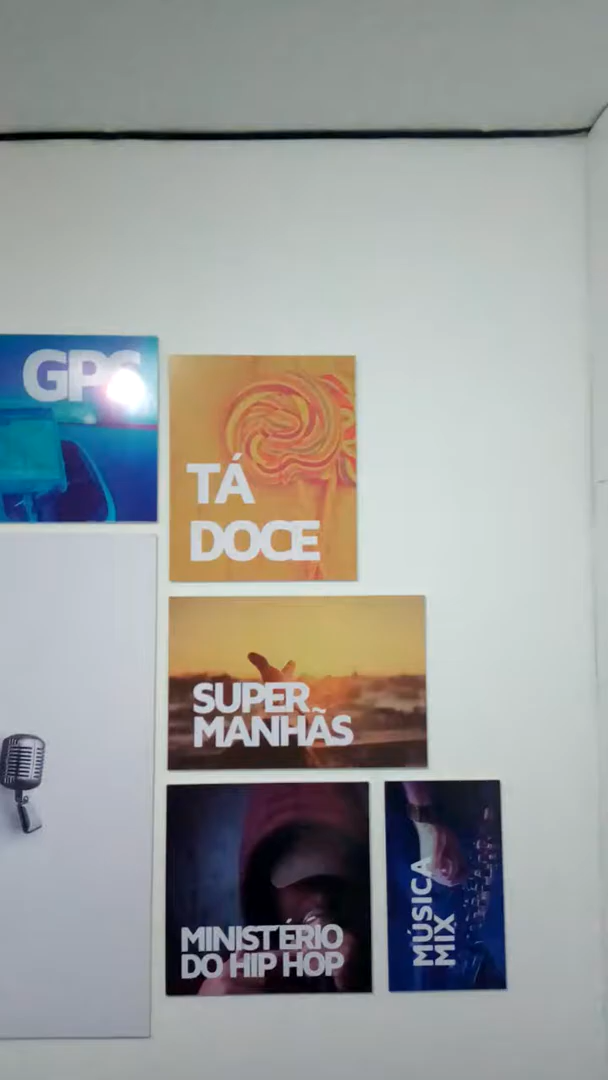 GPS
TÁ
DOCE
SUPER
MANHÃS
MINISTÉRIO
DO HIP HOP
MÚSICA
MIX